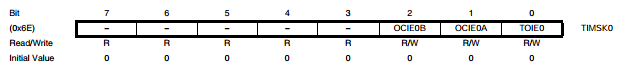 Bit 7 6 5 4 3 2 1 0
(0x6E) – – – – – OCIE0B OCIE0A TOIE0 TIMSK0
Read/Write R R R R R R/W R/W R/W
Initial Value 0 0 0 0 0 0 0 0